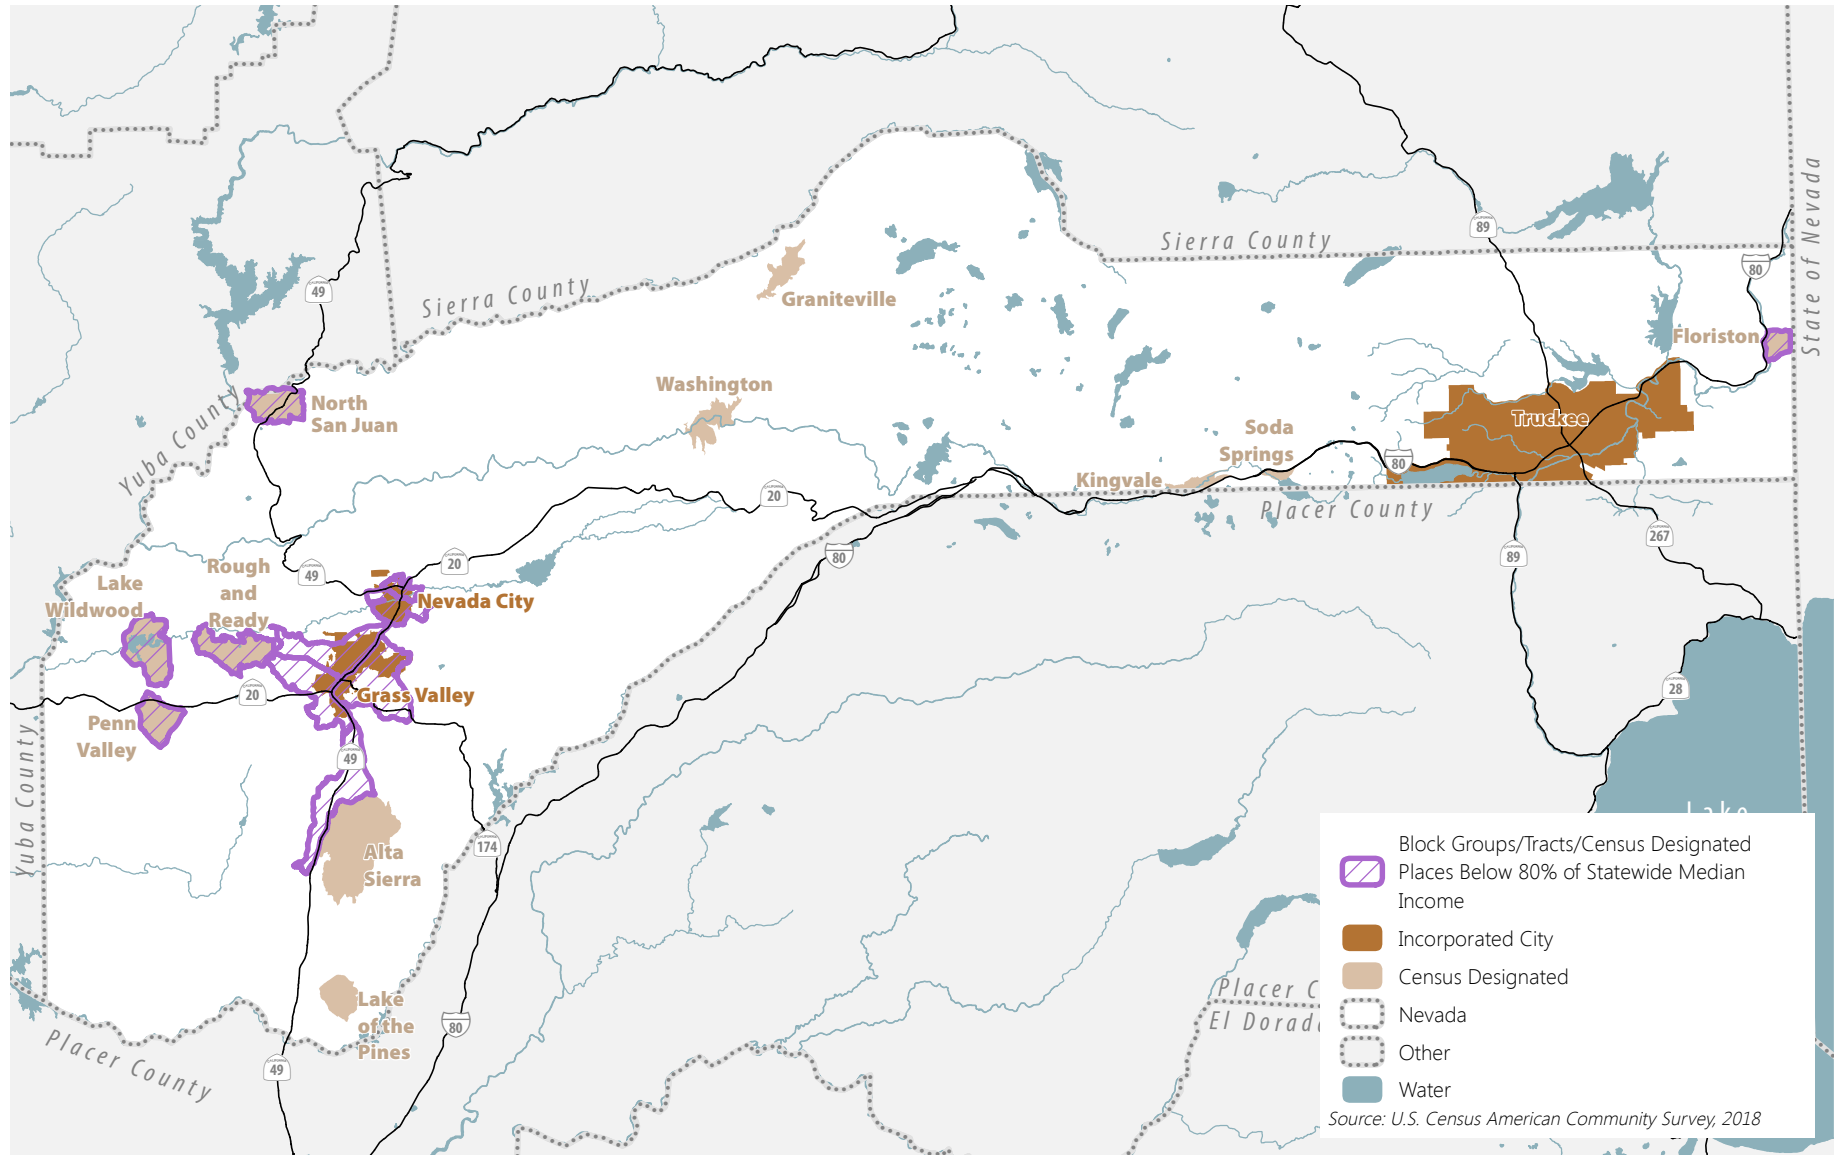 Sierra County
State of Nevada
89
80
49
Sierra County
Graniteville
Floriston
Washington
North
San Juan
Yuba County
Truckee
Soda
Springs
Kingvale
80
20
Placer County
267
89
80
20
49
Rough
and
Ready
Lake
Wildwood
Nevada City
20
Grass Valley
28
Penn
Valley
Yuba County
49
174
Alta
Sierra
Lake
Lake
of the
Pines
80
49
Placer County
Placer C
El Dorado
Block Groups/Tracts/Census Designated
Places Below 80% of Statewide Median
Income
Incorporated City
Census Designated
Nevada
Other
Water
Source: U.S. Census American Community Survey, 2018